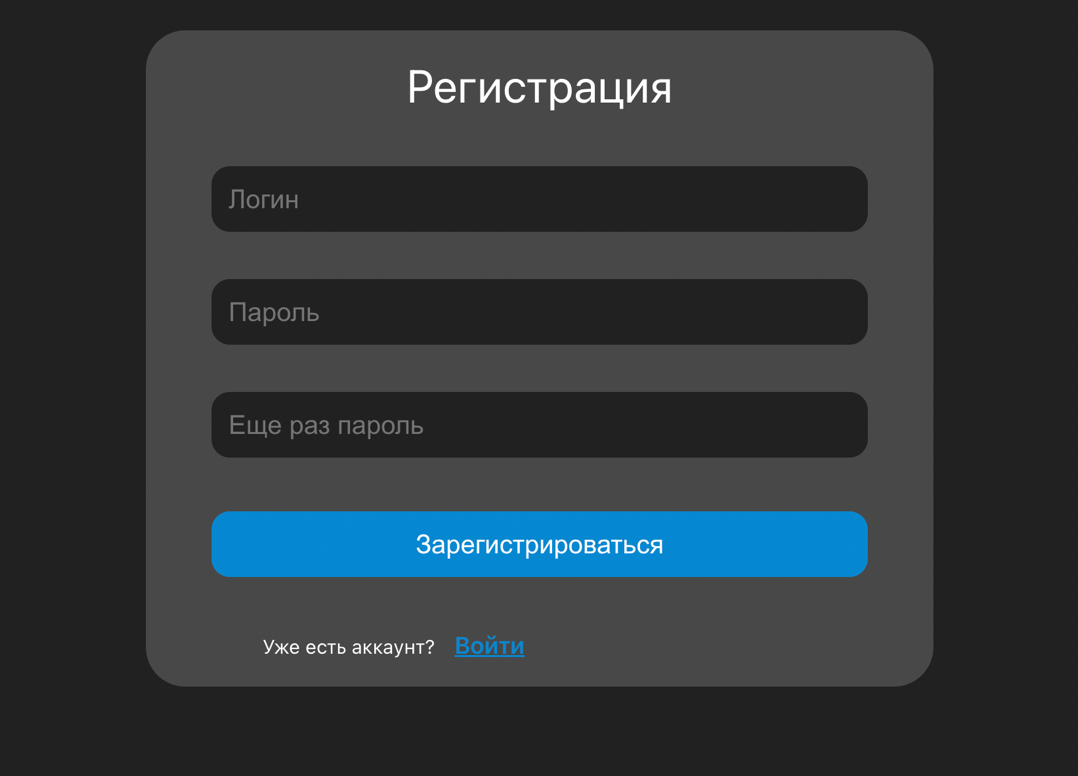 Регистрация
Логин
Пароль
Еще раз пароль
Зарегистрироваться
Уже есть аккаунт? Войти